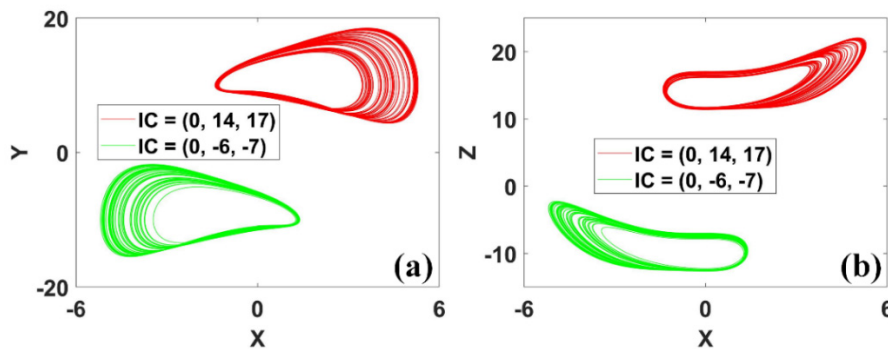 20
0
-20
Y
IC = (0, 14, 17)
IC = (0, -6, -7)
(a)
-6
0
6
X
20
10
0
-10
Z
IC = (0, 14, 17)
IC = (0, -6, -7)
(b)
-6
0
6
X